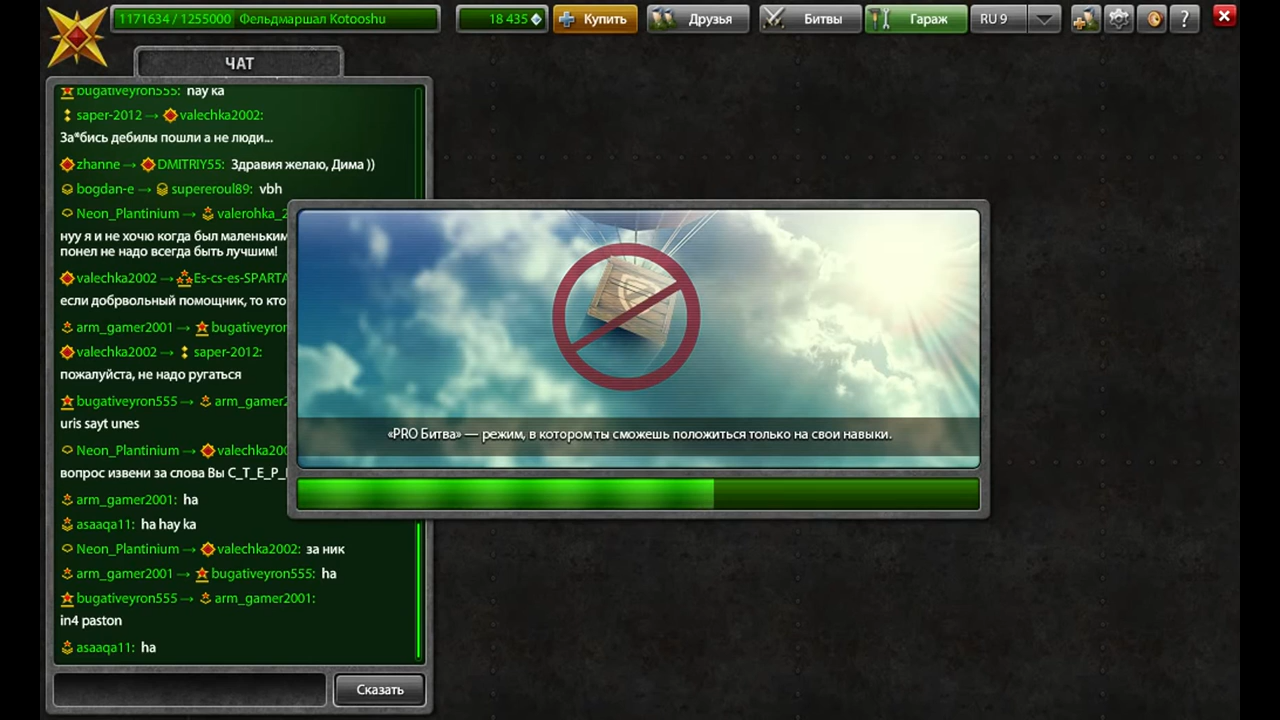 1171634 / 1255000 Фельдмаршал Kotooshu
18 435
Купить
Друзья
Битвы
Гараж
RU 9
?
ЧАТ
bugativeyron555: hay ka
saper-2012 → valechka2002:
За*бись дебилы пошли а не люди...
zhanne → DMITRIY55: Здравия желаю, Дима ))
bogdan-e → supereroul89: vbh
Neon_Plantinium → valerohka_2
нуу я и не хочю когда был маленьким
понел не надо всегда быть лучшим!
valechka2002 → Es-cs-es-SPARTA
если добрвольный помощник, то кто
arm_gamer2001 → bugativeyron
valechka2002 → saper-2012:
пожалуйста, не надо ругаться
bugativeyron555 → arm_gamer2
uris sayt unes
Neon_Plantinium → valechka200
вопрос извени за слова Вы С_Т_Е_Р_
arm_gamer2001: ha
asaaqa11: ha hay ka
Neon_Plantinium → valechka2002: за ник
arm_gamer2001 → bugativeyron555: ha
bugativeyron555 → arm_gamer2001:
in4 paston
asaaqa11: ha
Сказать
«PRO Битва» — режим, в котором ты сможешь положиться только на свои навыки.